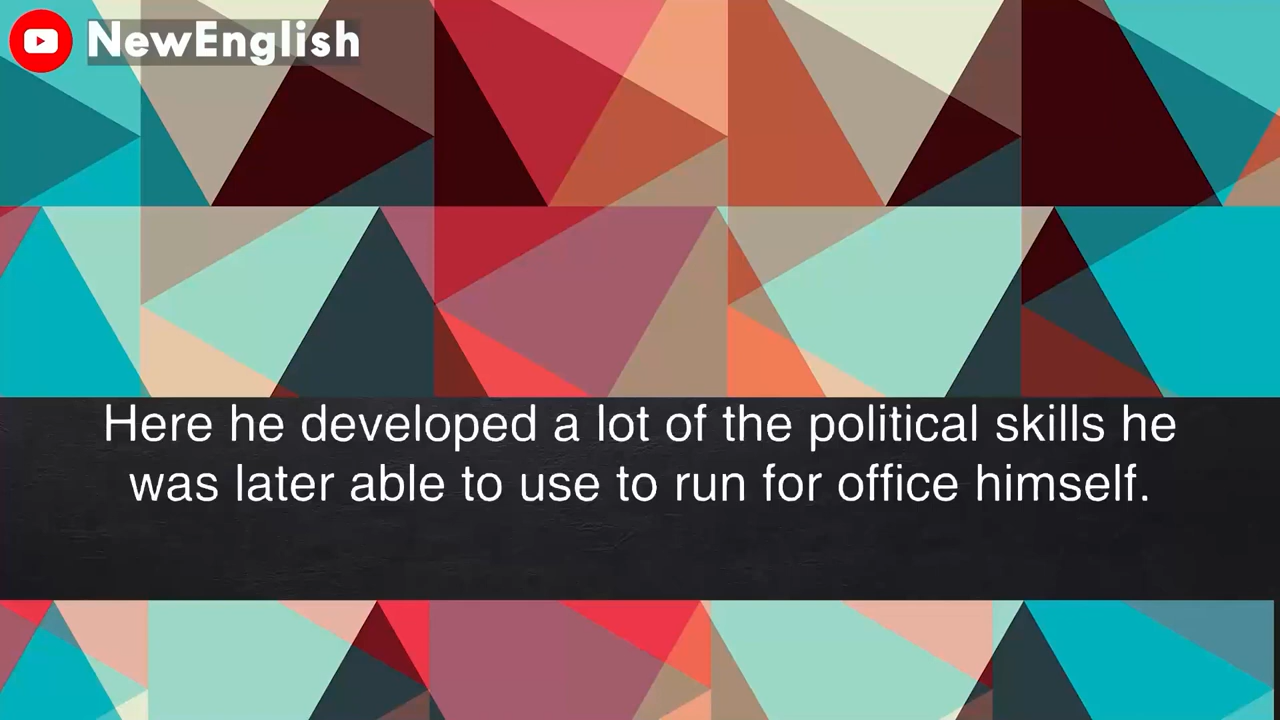 NewEnglish
Here he developed a lot of the political skills he
was later able to use to run for office himself.